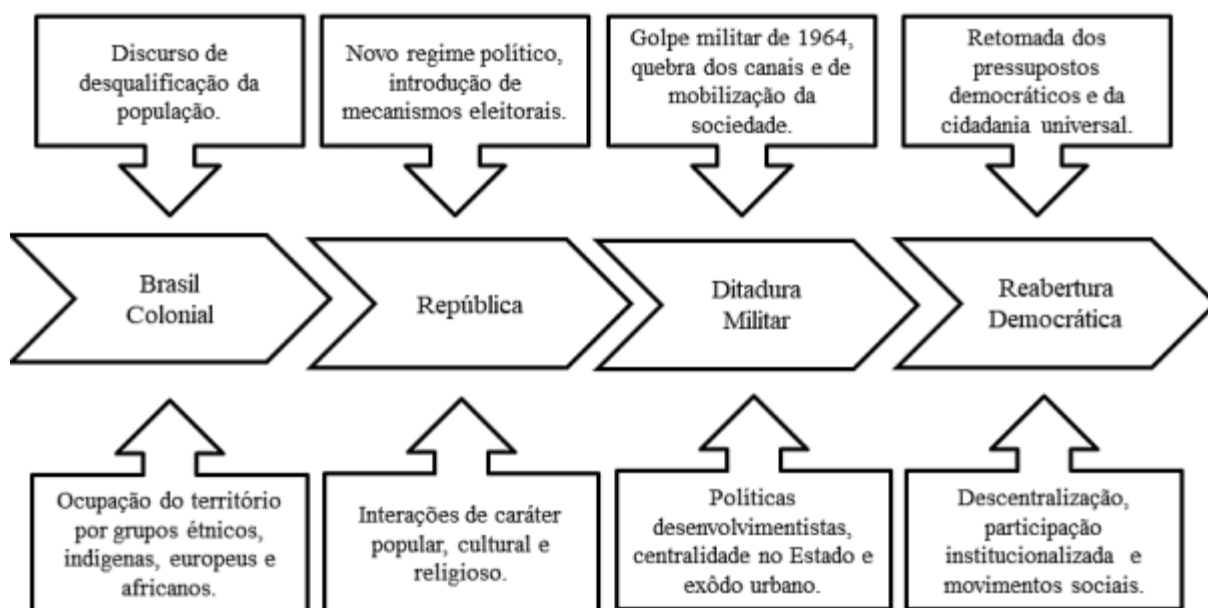 Discurso de
desqualificação da
população.
Novo regime político,
introdução de
mecanismos eleitorais.
Golpe militar de 1964,
quebra dos canais e de
mobilização da
sociedade.
Retomada dos
pressupostos
democráticos e da
cidadania universal.
Brasil
Colonial
República
Ditadura
Militar
Reabertura
Democrática
Ocupação do território
por grupos étnicos,
indígenas, europeus e
africanos.
Interações de caráter
popular, cultural e
religioso.
Políticas
desenvolvimentistas,
centralidade no Estado e
exôdo urbano.
Descentralização,
participação
institucionalizada e
movimentos sociais.